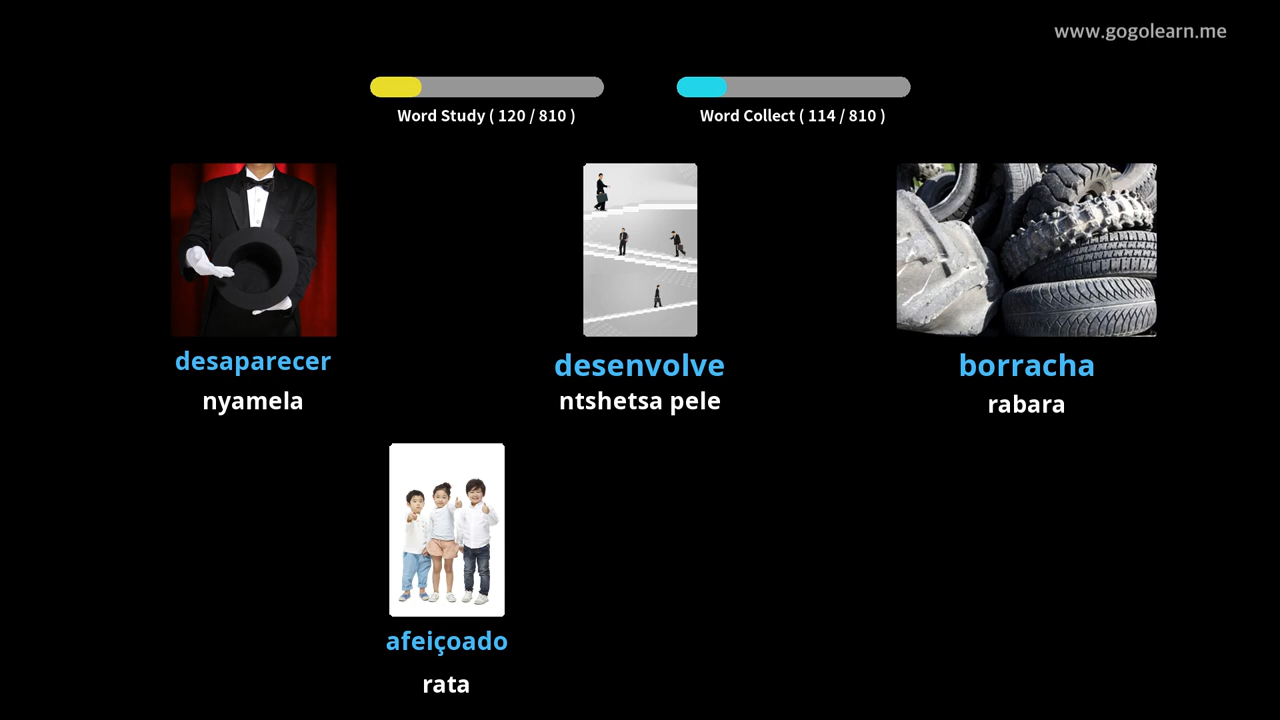 www.gogolearn.me
Word Study ( 120 / 810 )
Word Collect ( 114 / 810 )
desaparecer
nyamela
desenvolve
ntshetsa pele
borracha
rabara
afeiçoado
rata